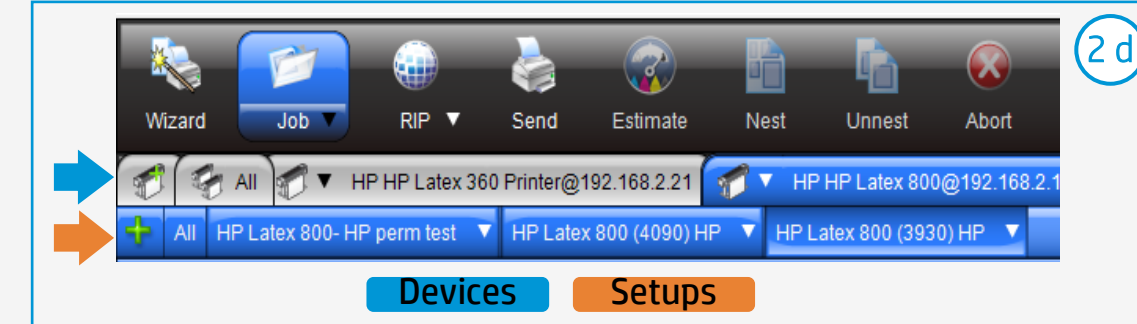 2 d
Wizard Job RIP Send Estimate Nest Unnest Abort
All HP HP Latex 360 Printer@192.168.2.21 HP HP Latex 800@192.168.2.1
All HP Latex 800- HP perm test HP Latex 800 (4090) HP HP Latex 800 (3930) HP
Devices Setups